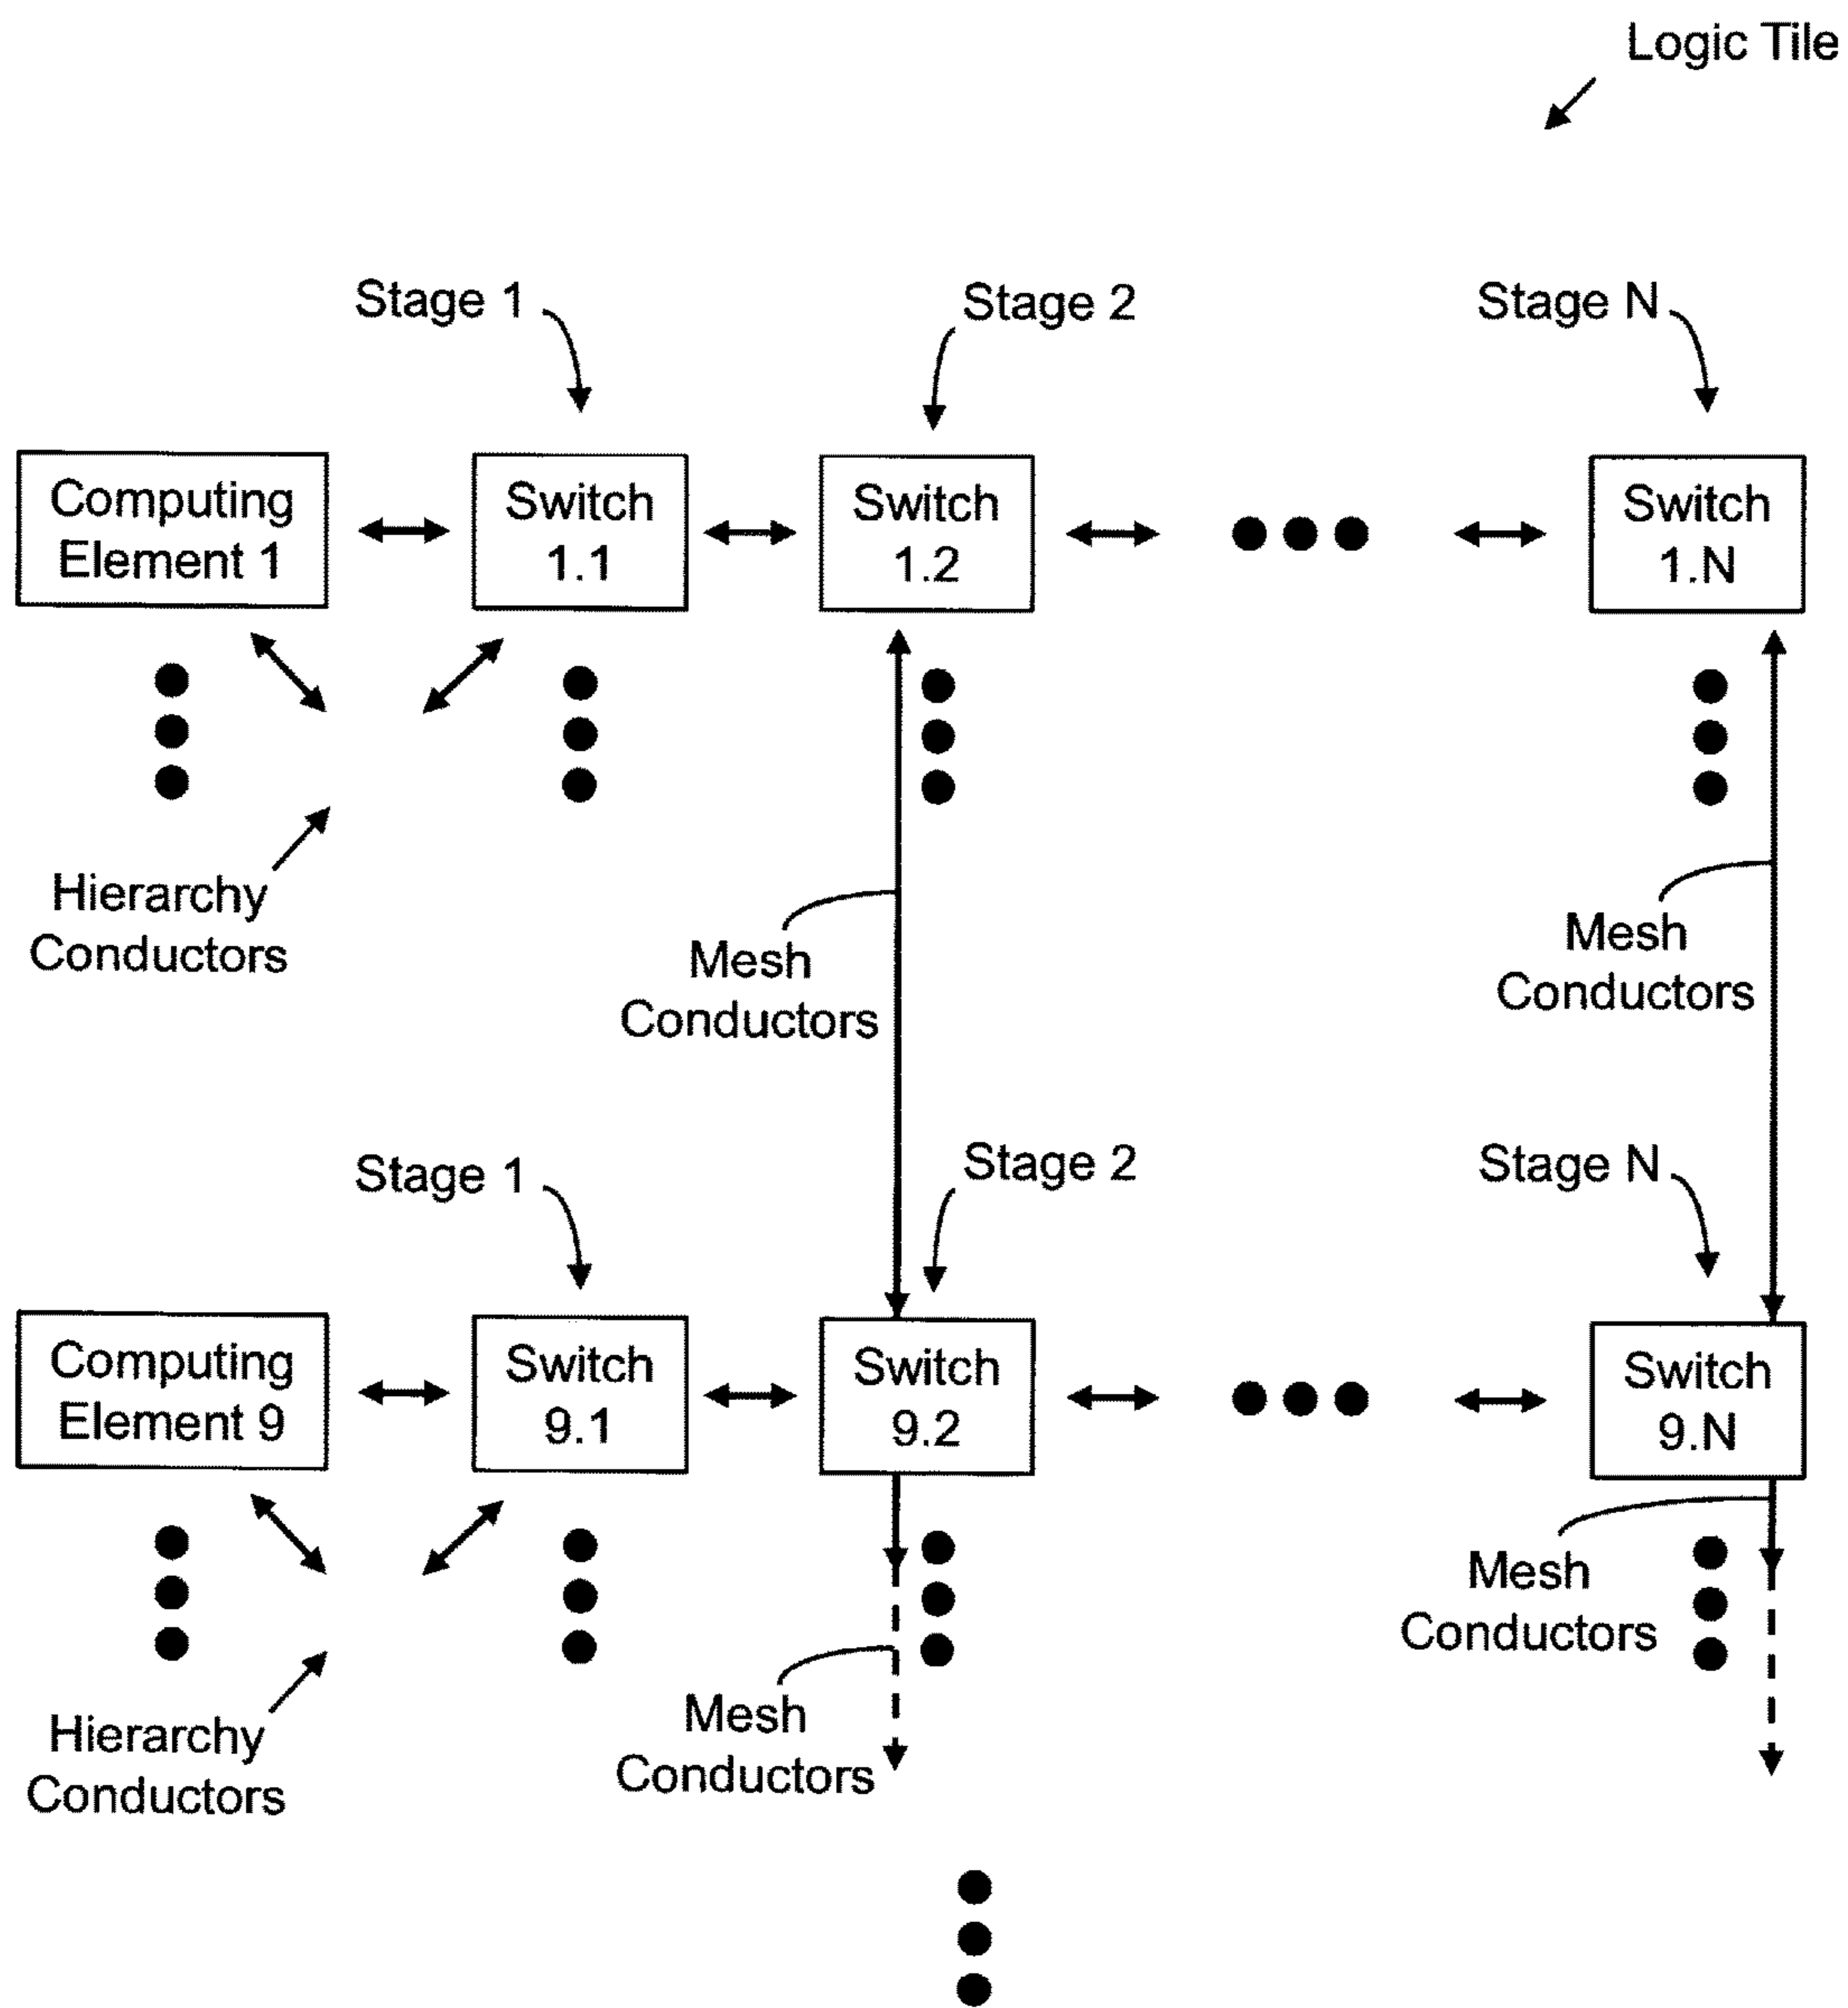 Logic Tile
Stage 1
Stage 2
Stage N
Computing
Element 1
Switch
1.1
Switch
1.2
Switch
1.N
Hierarchy
Conductors
Mesh
Conductors
Mesh
Conductors
Stage 1
Stage 2
Stage N
Computing
Element 9
Switch
9.1
Switch
9.2
Switch
9.N
Hierarchy
Conductors
Mesh
Conductors
Mesh
Conductors